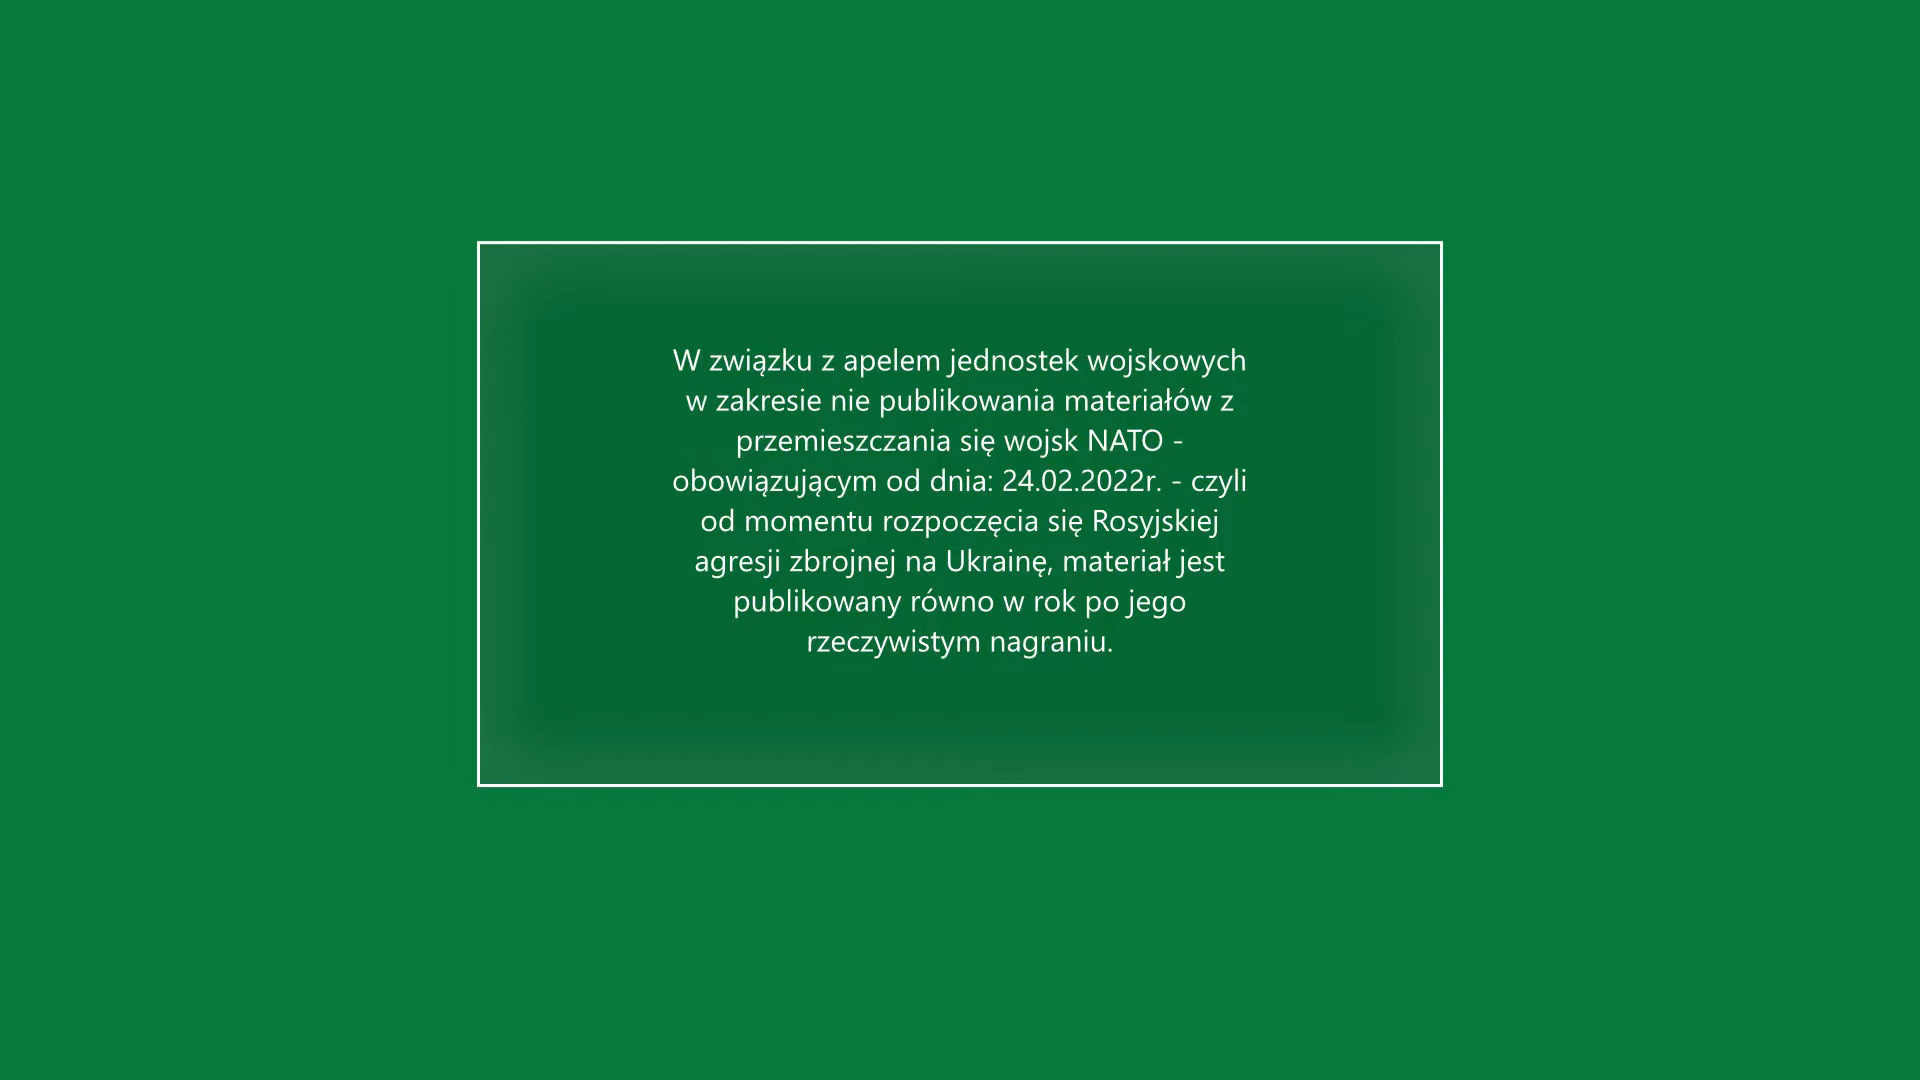 W związku z apelem jednostek wojskowych
w zakresie nie publikowania materiałów z
przemieszczania się wojsk NATO -
obowiązującym od dnia: 24.02.2022r. - czyli
od momentu rozpoczęcia się Rosyjskiej
agresji zbrojnej na Ukrainę, materiał jest
publikowany równo w rok po jego
rzeczywistym nagraniu.